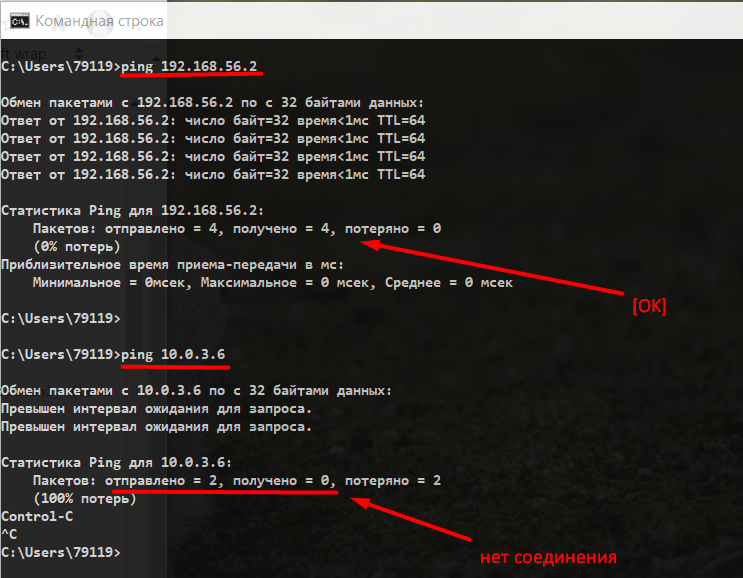 Командная строка
ft wrap
C:\Users\79119>ping 192.168.56.2
Обмен пакетами с 192.168.56.2 по с 32 байтами данных:
Ответ от 192.168.56.2: число байт=32 время<1мс TTL=64
Ответ от 192.168.56.2: число байт=32 время<1мс TTL=64
Ответ от 192.168.56.2: число байт=32 время<1мс TTL=64
Ответ от 192.168.56.2: число байт=32 время<1мс TTL=64
Статистика Ping для 192.168.56.2:
Пакетов: отправлено = 4, получено = 4, потеряно = 0
(0% потерь)
Приблизительное время приема-передачи в мс:
Минимальное = 0мсек, Максимальное = 0 мсек, Среднее = 0 мсек
[OK]
C:\Users\79119>
C:\Users\79119>ping 10.0.3.6
Обмен пакетами с 10.0.3.6 по с 32 байтами данных:
Превышен интервал ожидания для запроса.
Превышен интервал ожидания для запроса.
Статистика Ping для 10.0.3.6:
Пакетов: отправлено = 2, получено = 0, потеряно = 2
(100% потерь)
Control-C
^C
C:\Users\79119>
нет соединения